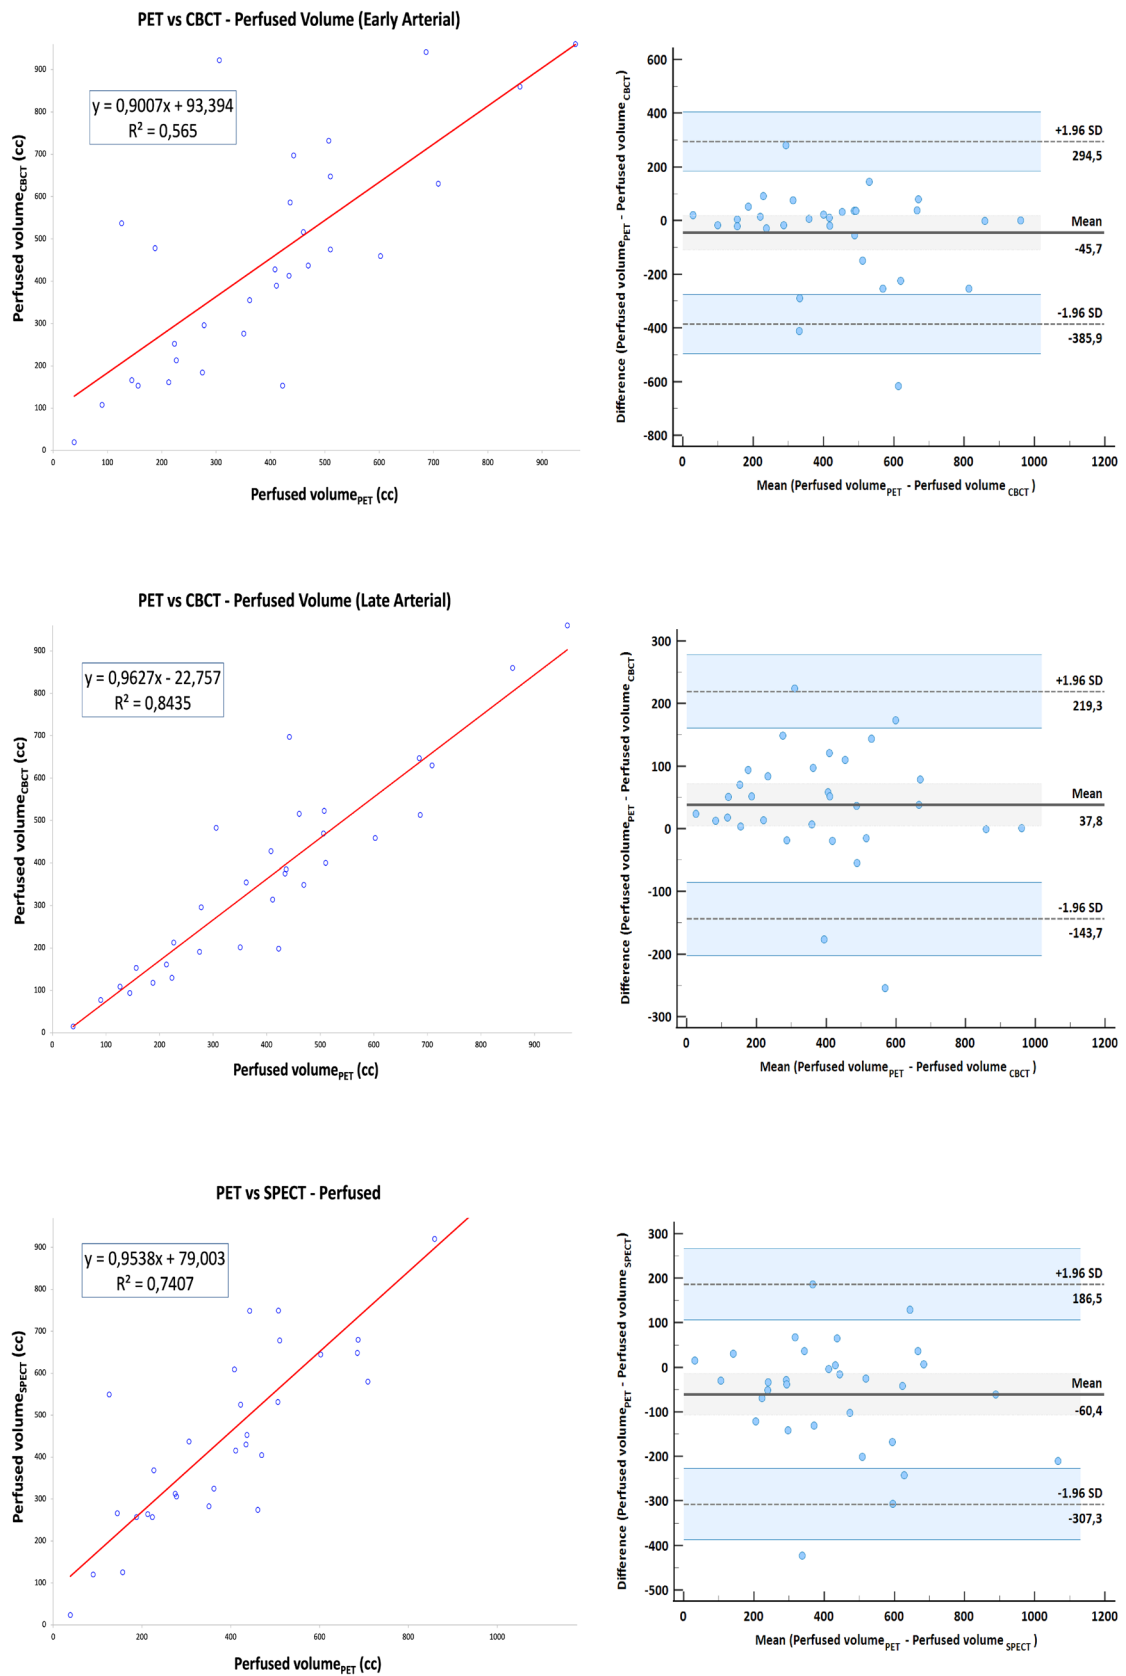 PET vs CBCT - Perfused Volume (Early Arterial)
Perfused volume_CBCT (cc)
y = 0,9007x + 93,394
R² = 0,565
900
800
700
600
500
400
300
200
100
0
0 100 200 300 400 500 600 700 800 900
Perfused volume_PET (cc)
Difference (Perfused volume_PET - Perfused volume_CBCT)
600
400
200
0
-200
-400
-600
-800
+1.96 SD
294,5
Mean
-45,7
-1.96 SD
-385,9
0 200 400 600 800 1000 1200
Mean (Perfused volume_PET - Perfused volume_CBCT)
PET vs CBCT - Perfused Volume (Late Arterial)
Perfused volume_CBCT (cc)
y = 0,9627x - 22,757
R² = 0,8435
900
800
700
600
500
400
300
200
100
0
0 100 200 300 400 500 600 700 800 900
Perfused volume_PET (cc)
Difference (Perfused volume_PET - Perfused volume_CBCT)
300
200
100
0
-100
-200
-300
+1.96 SD
219,3
Mean
37,8
-1.96 SD
-143,7
0 200 400 600 800 1000 1200
Mean (Perfused volume_PET - Perfused volume_CBCT)
PET vs SPECT - Perfused
Perfused volume_SPECT (cc)
y = 0,9538x + 79,003
R² = 0,7407
900
800
700
600
500
400
300
200
100
0
200 400 600 800 1000
Perfused volume_PET (cc)
Difference (Perfused volume_PET - Perfused volume_SPECT)
300
200
100
0
-100
-200
-300
-400
-500
+1.96 SD
186,5
Mean
-60,4
-1.96 SD
-307,3
0 200 400 600 800 1000 1200
Mean (Perfused volume_PET - Perfused volume_SPECT)